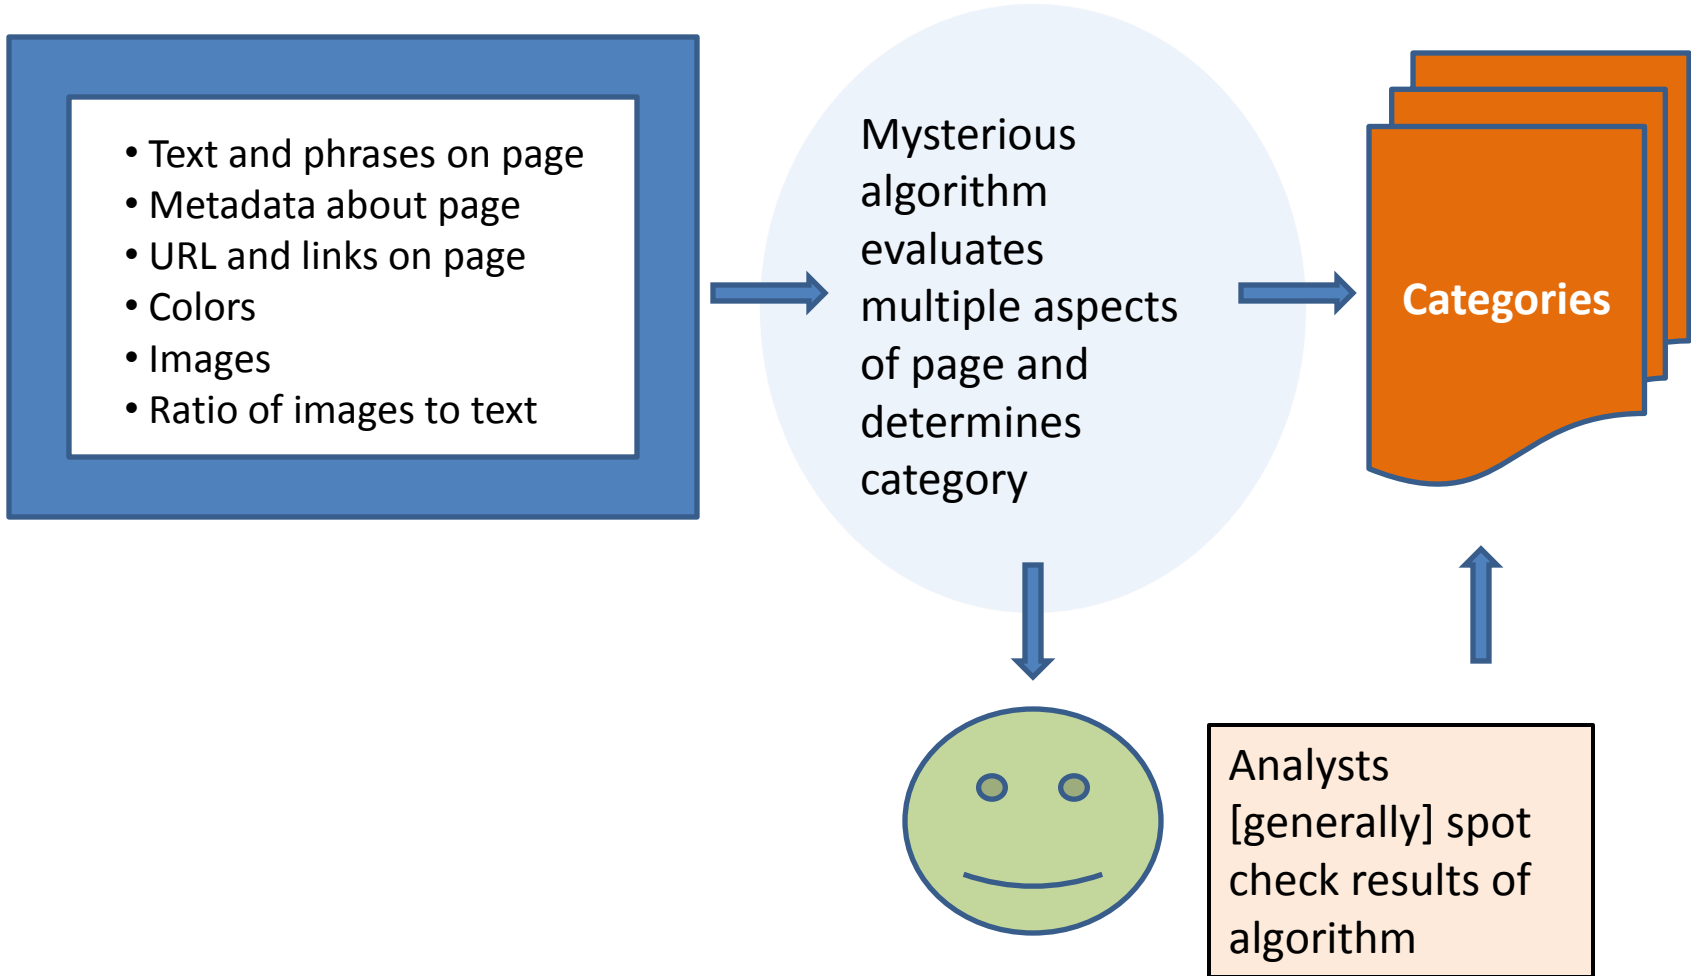 • Text and phrases on page
• Metadata about page
• URL and links on page
• Colors
• Images
• Ratio of images to text
Mysterious
algorithm
evaluates
multiple aspects
of page and
determines
category
Categories
Analysts
[generally] spot
check results of
algorithm